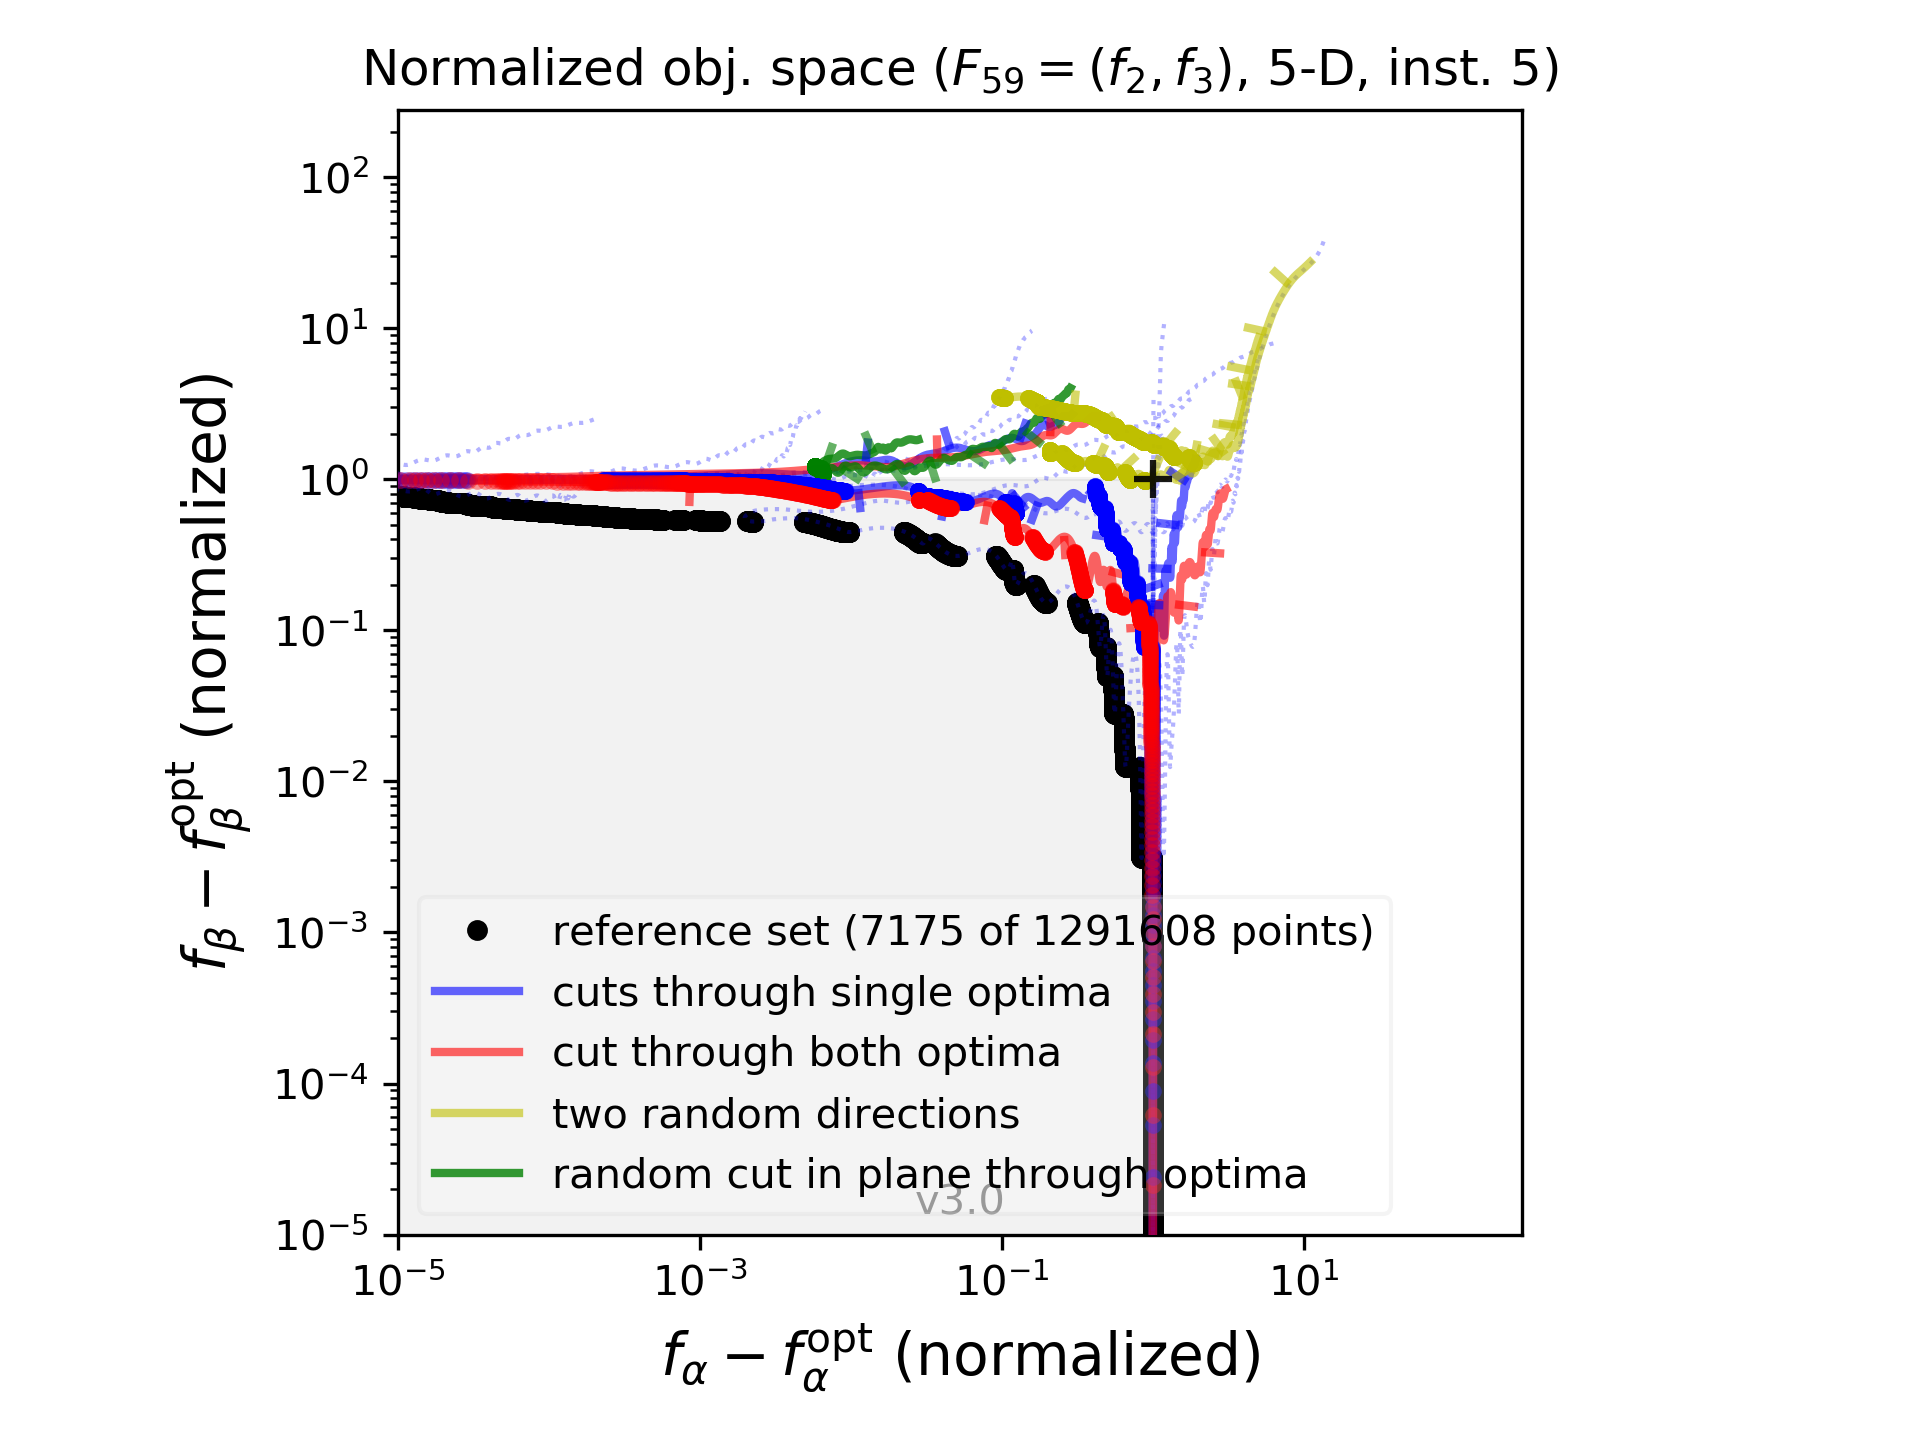 Normalized obj. space (F₅₉ = (f₂, f₃), 5-D, inst. 5)
10²
10¹
10⁰
10⁻¹
10⁻²
10⁻³
10⁻⁴
10⁻⁵
f_β − f_β^opt (normalized)
reference set (7175 of 1291608 points)
cuts through single optima
cut through both optima
two random directions
random cut in plane through optima
v3.0
10⁻⁵ 10⁻³ 10⁻¹ 10¹
f_α − f_α^opt (normalized)